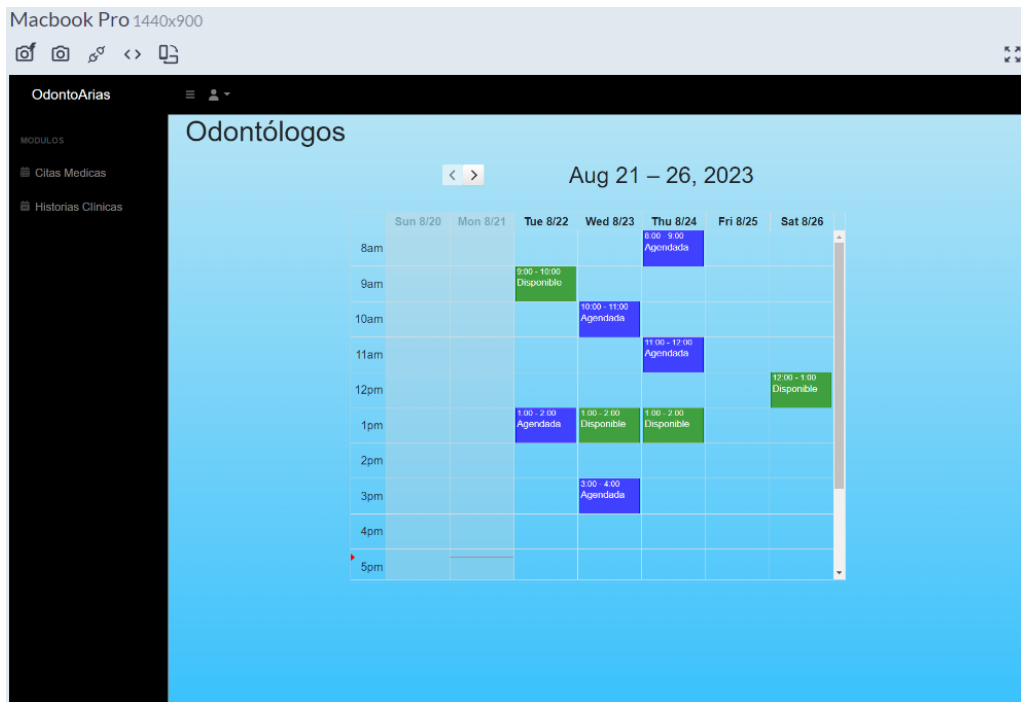 Macbook Pro 1440x900
OdontoArias
MODULOS
Citas Medicas
Historias Clínicas
Odontólogos
Aug 21 – 26, 2023
Sun 8/20 Mon 8/21 Tue 8/22 Wed 8/23 Thu 8/24 Fri 8/25 Sat 8/26
8am
8:00 - 9:00
Agendada
9am
9:00 - 10:00
Disponible
10am
10:00 - 11:00
Agendada
11am
11:00 - 12:00
Agendada
12pm
12:00 - 1:00
Disponible
1pm
1:00 - 2:00 1:00 - 2:00 1:00 - 2:00
Agendada Disponible Disponible
2pm
3pm
3:00 - 4:00
Agendada
4pm
5pm